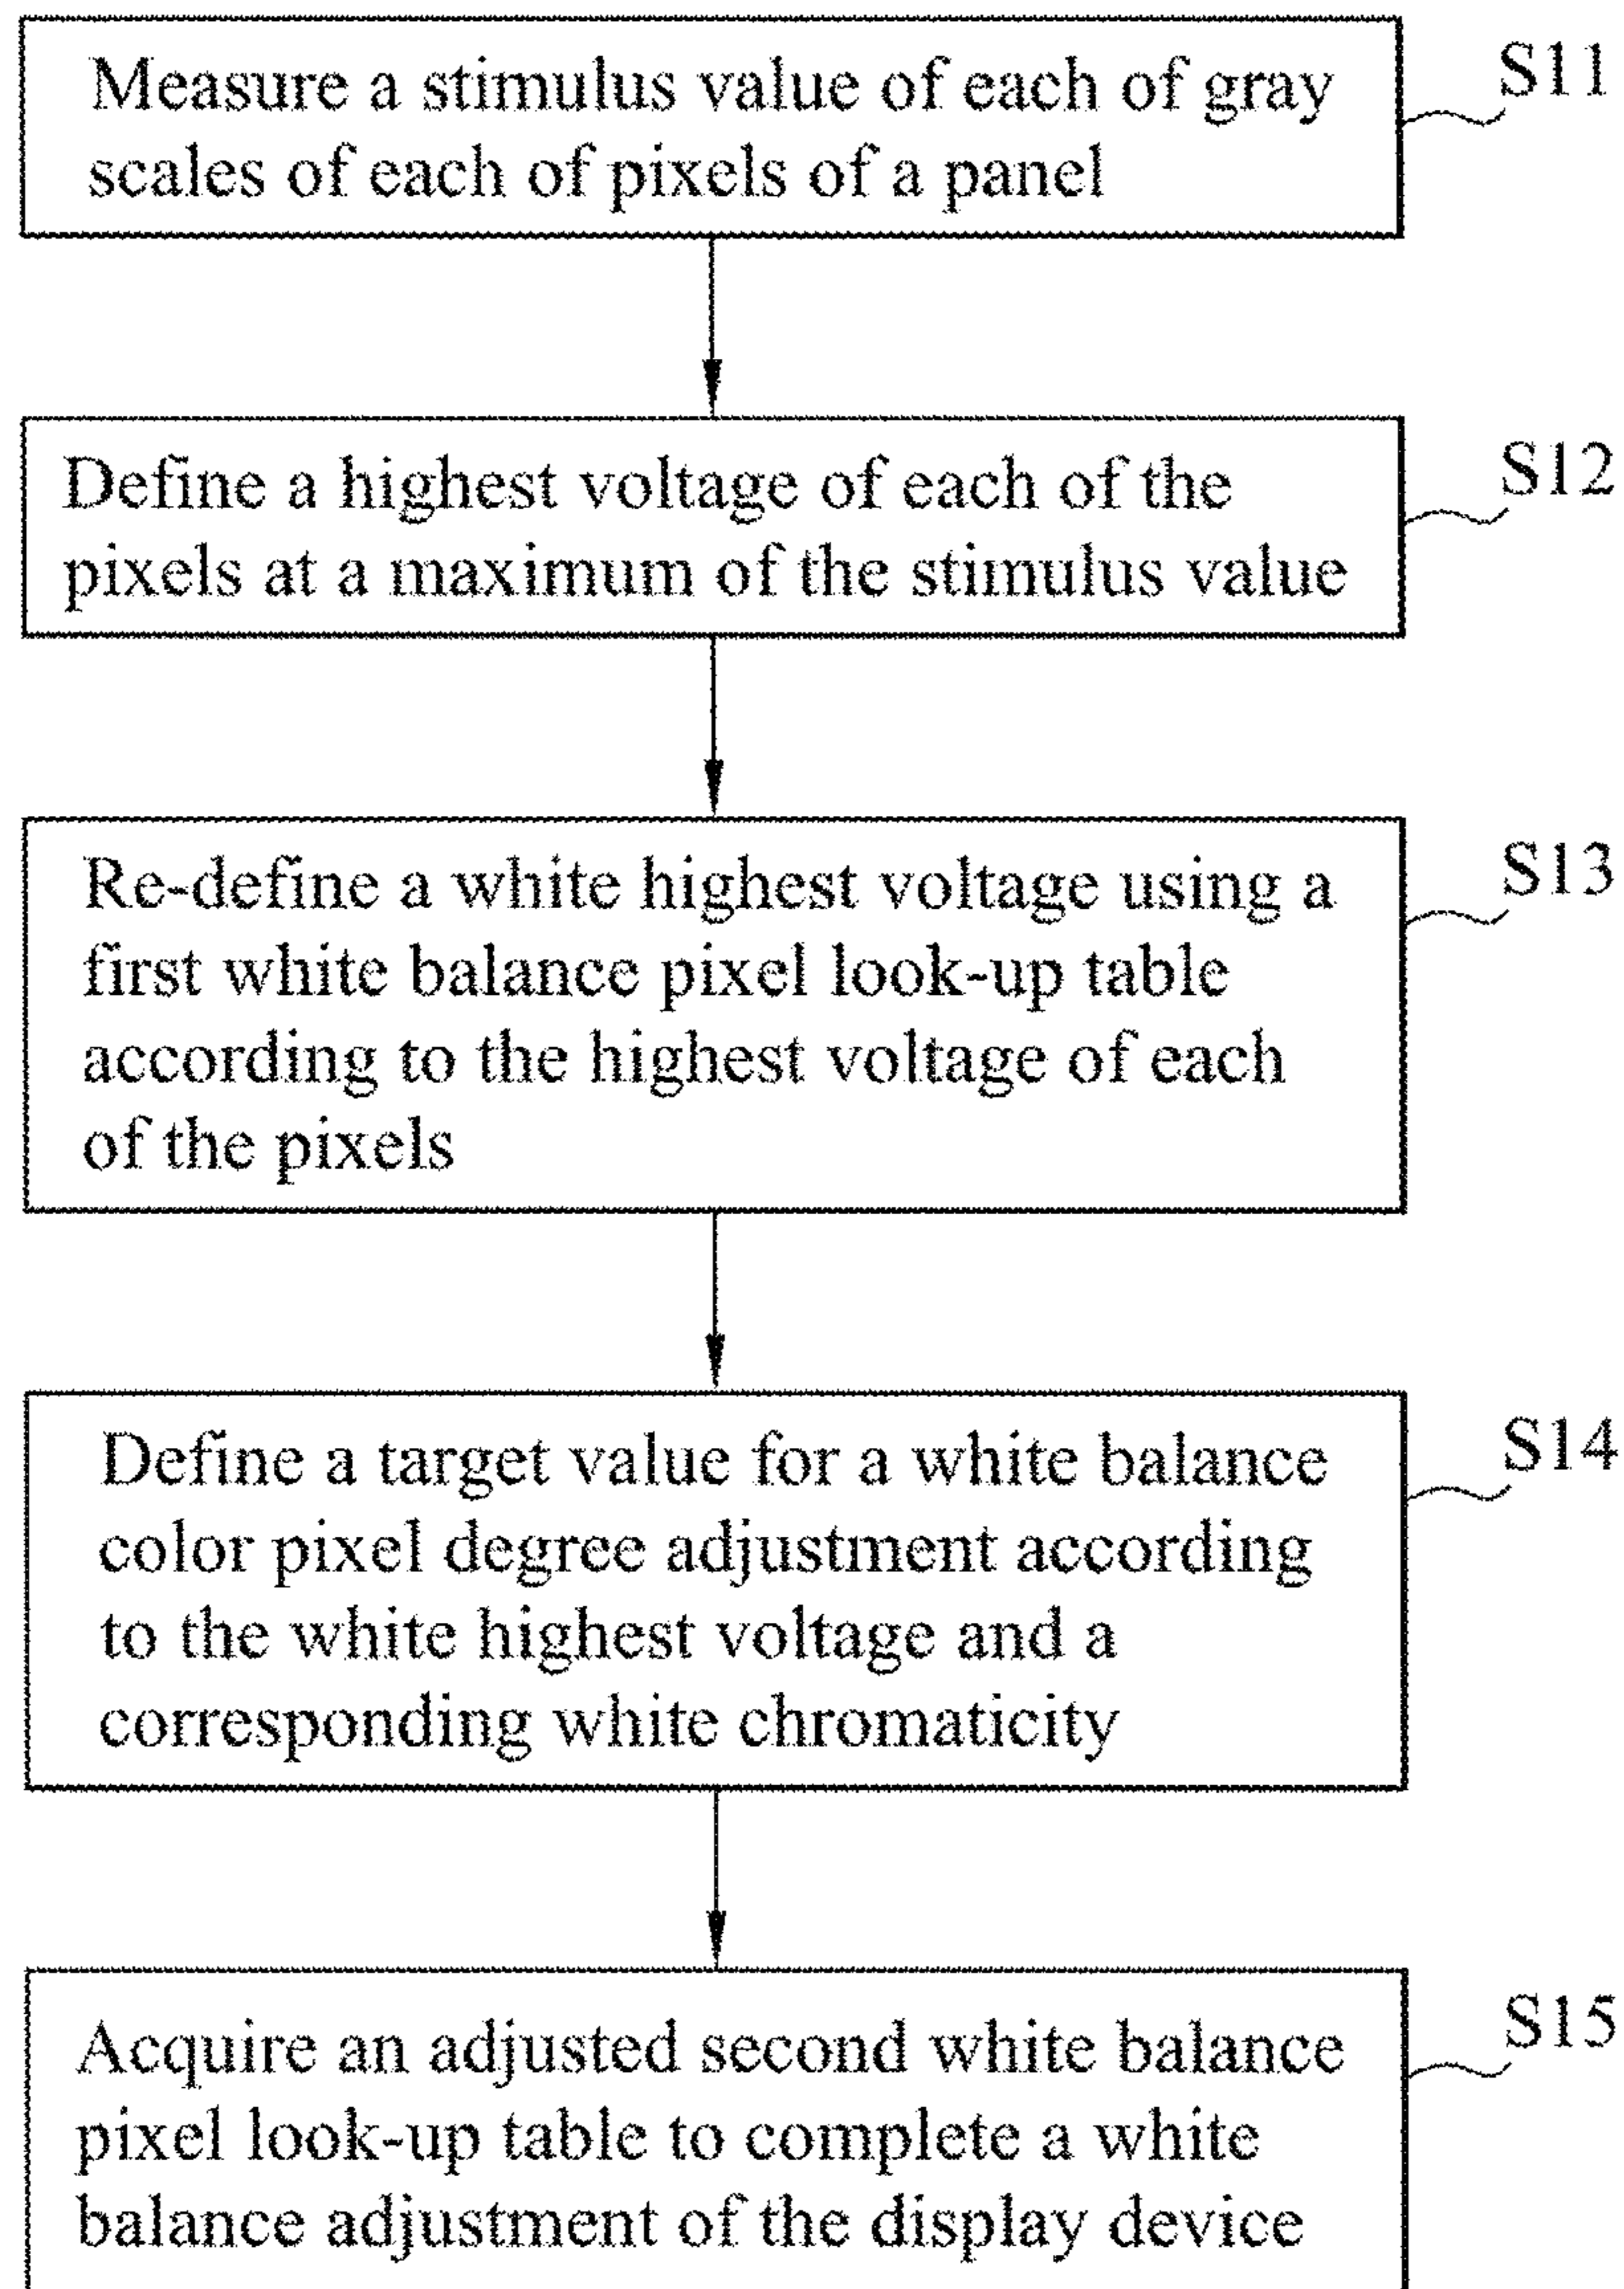 Measure a stimulus value of each of gray
scales of each of pixels of a panel
S11
Define a highest voltage of each of the
pixels at a maximum of the stimulus value
S12
Re-define a white highest voltage using a
first white balance pixel look-up table
according to the highest voltage of each
of the pixels
S13
Define a target value for a white balance
color pixel degree adjustment according
to the white highest voltage and a
corresponding white chromaticity
S14
Acquire an adjusted second white balance
pixel look-up table to complete a white
balance adjustment of the display device
S15